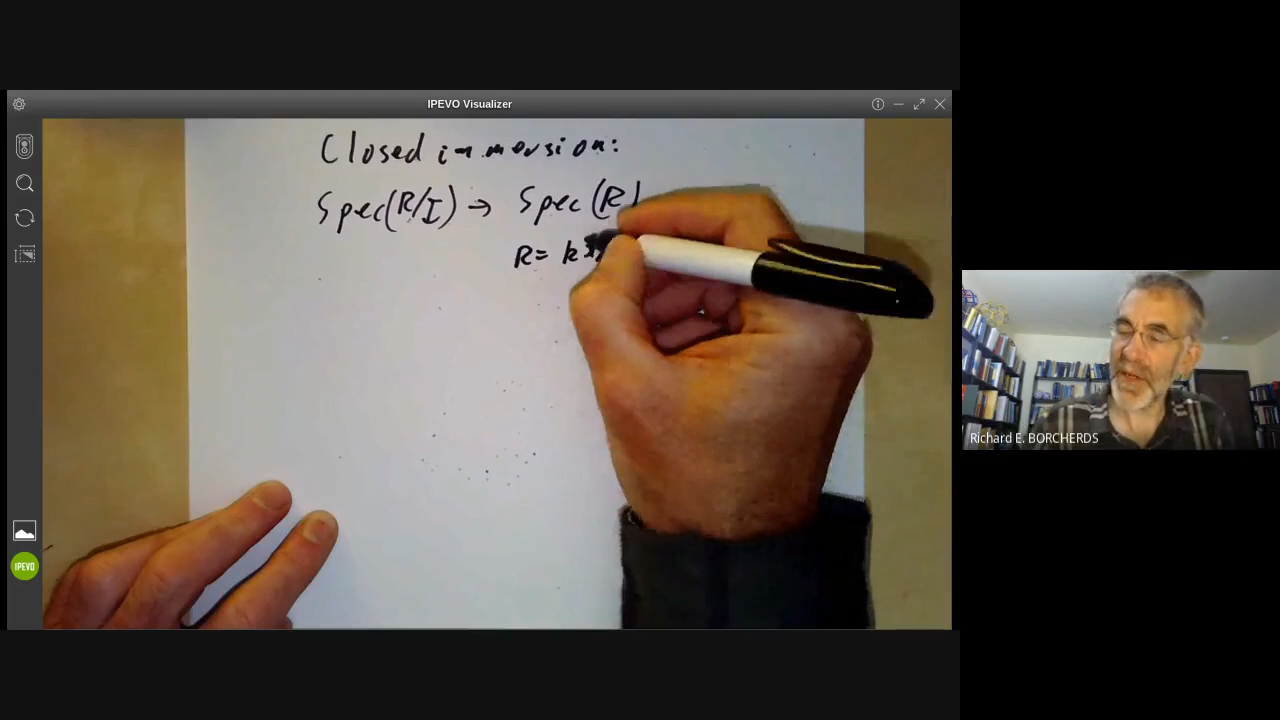 IPEVO Visualizer
Closed immersion:
Spec(R/I) → Spec(R)
R= k
IPEVO
Richard E. BORCHERDS